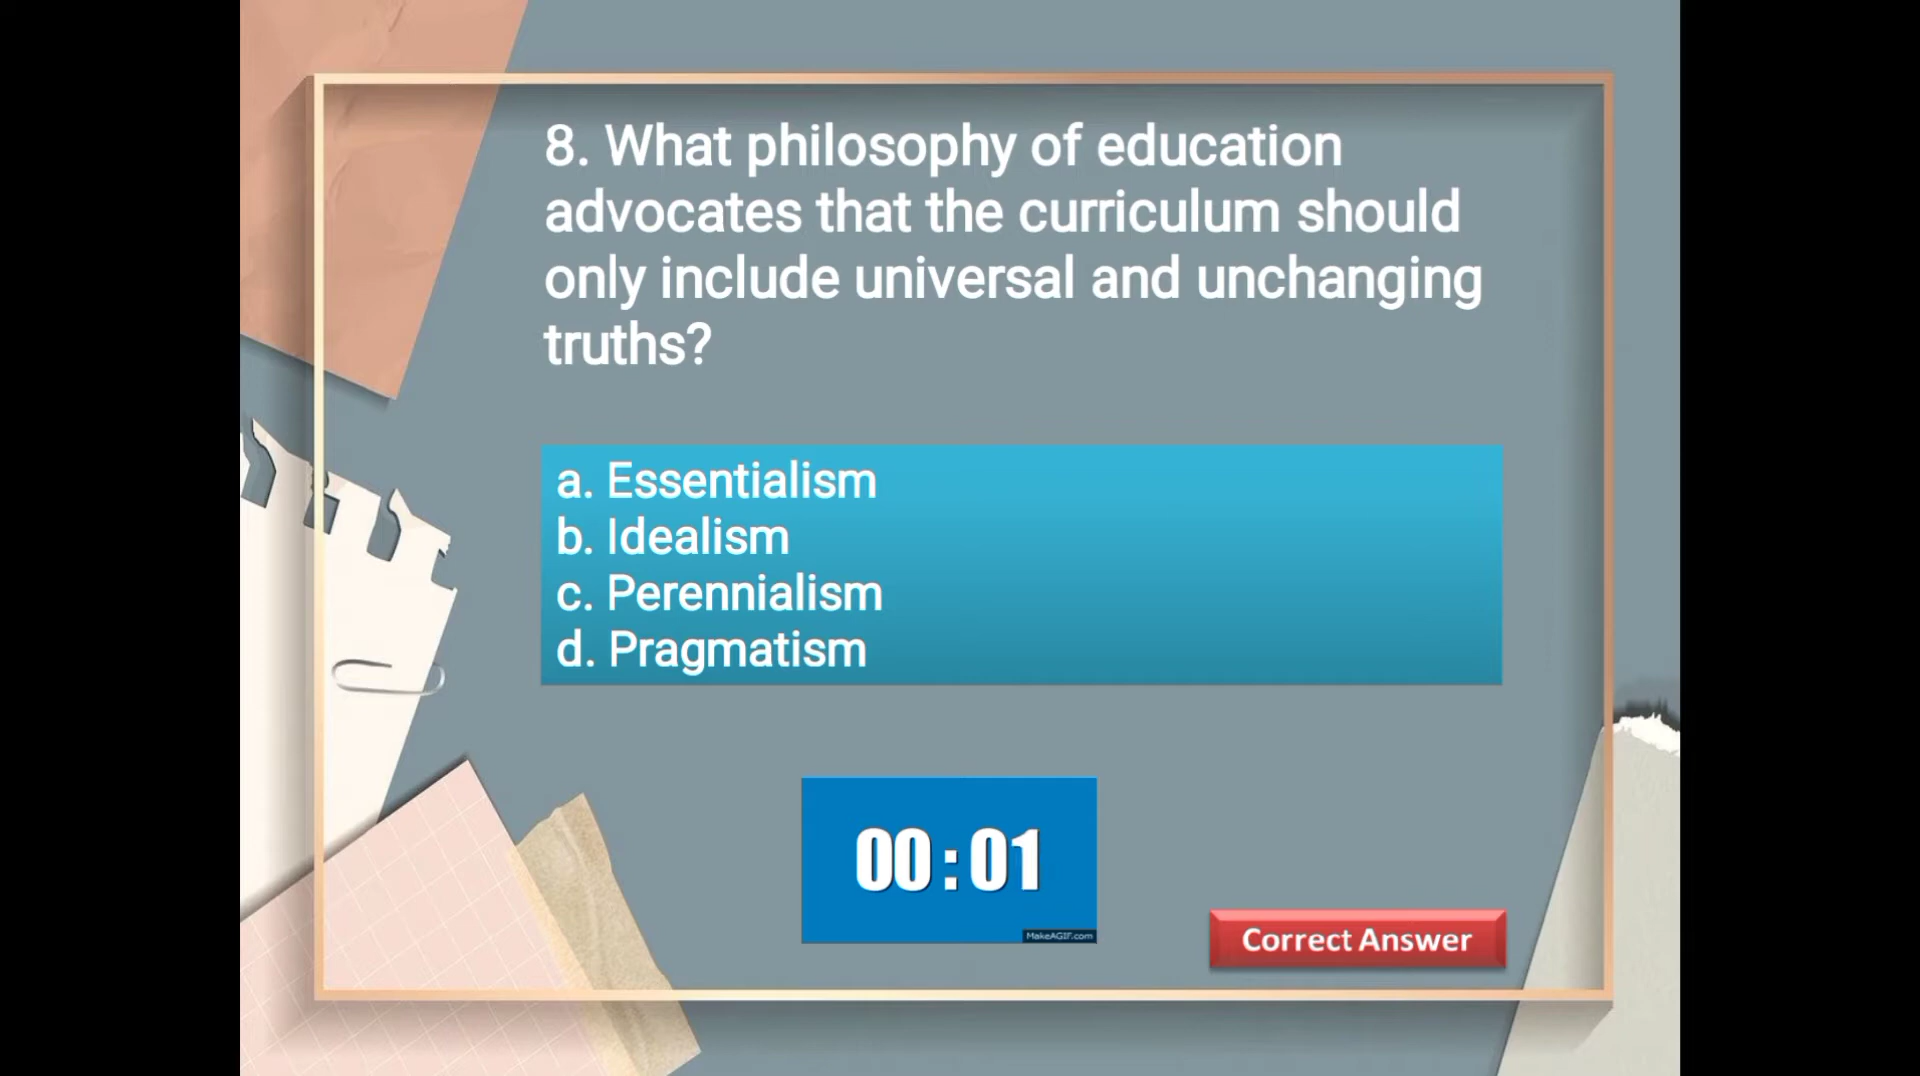 8. What philosophy of education
advocates that the curriculum should
only include universal and unchanging
truths?
a. Essentialism
b. Idealism
c. Perennialism
d. Pragmatism
00:01
MakeAGIF.com
Correct Answer